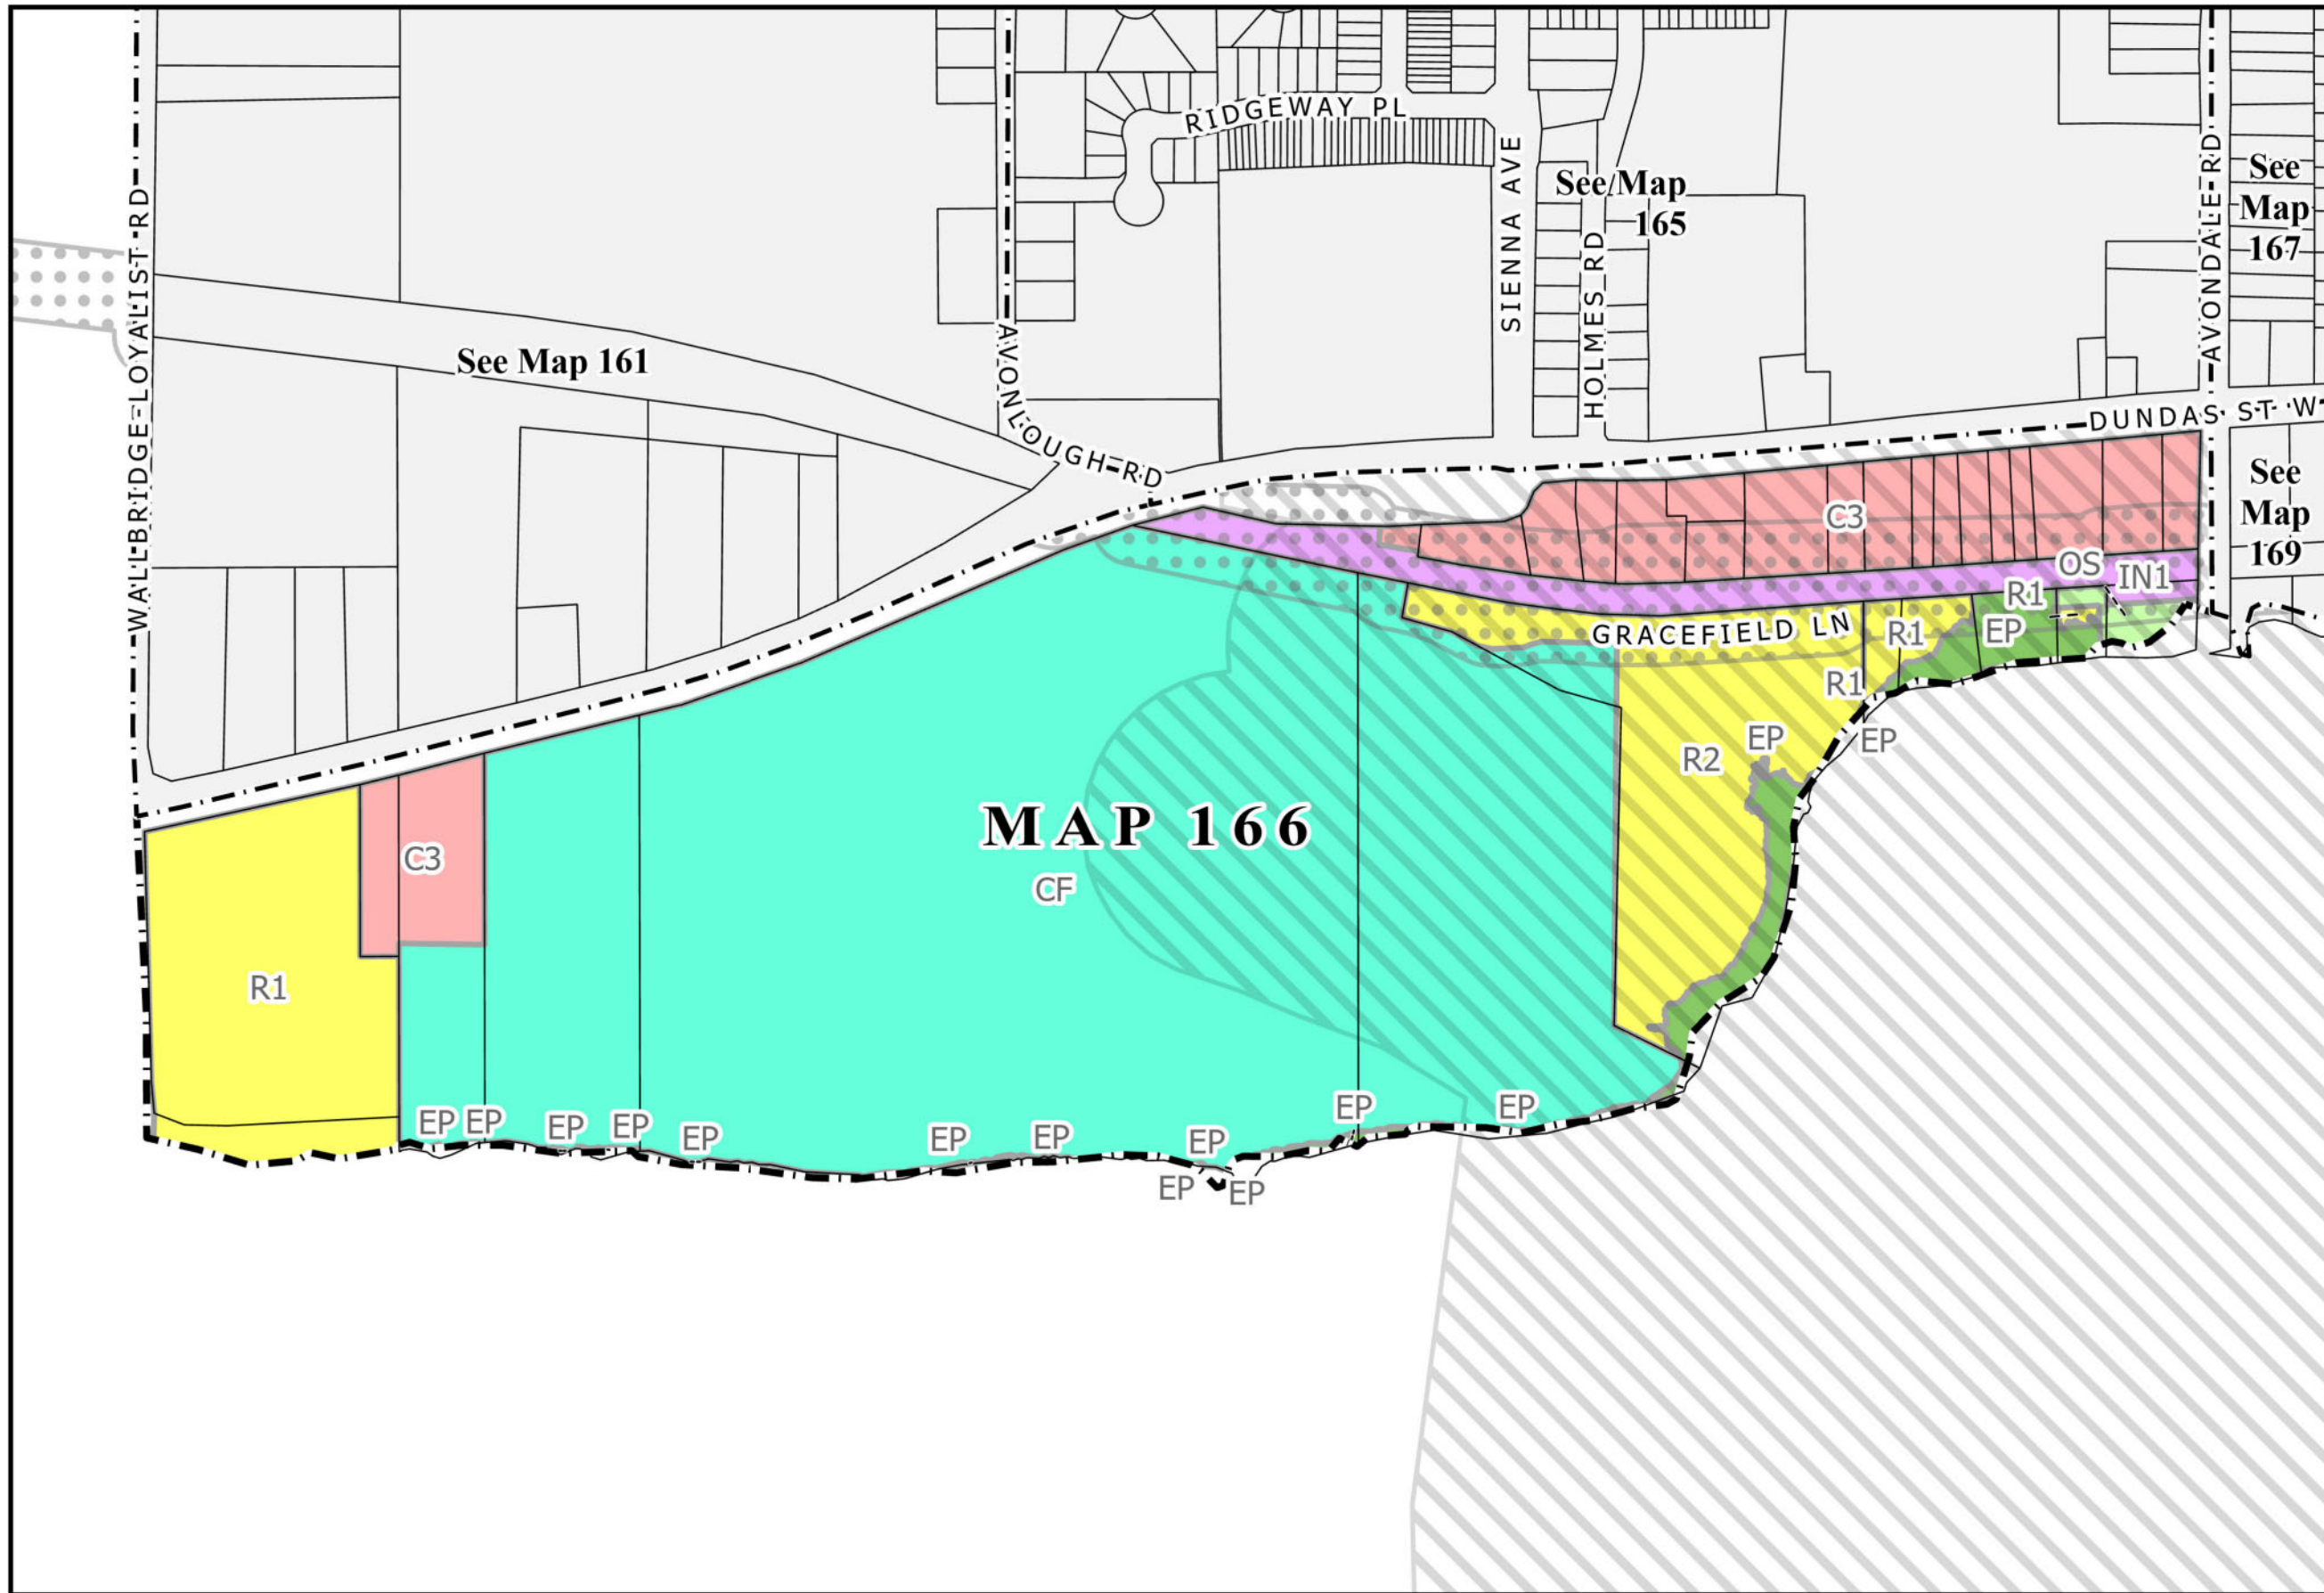 RIDGEWAY PL
SIENNA AVE
See Map
165
HOLMES RD
AVONDALE RD
See
Map
167
WALLBRIDGE-LOYALIST RD
See Map 161
AVONLOUGH RD
DUNDAS ST W
See
Map
169
C3
OS
IN1
R1
GRACEFIELD LN
R1
EP
R1
R2
EP
EP
MAP 166
CF
C3
R1
EP
EP
EP
EP
EP
EP
EP
EP
EP
EP
EP
EP